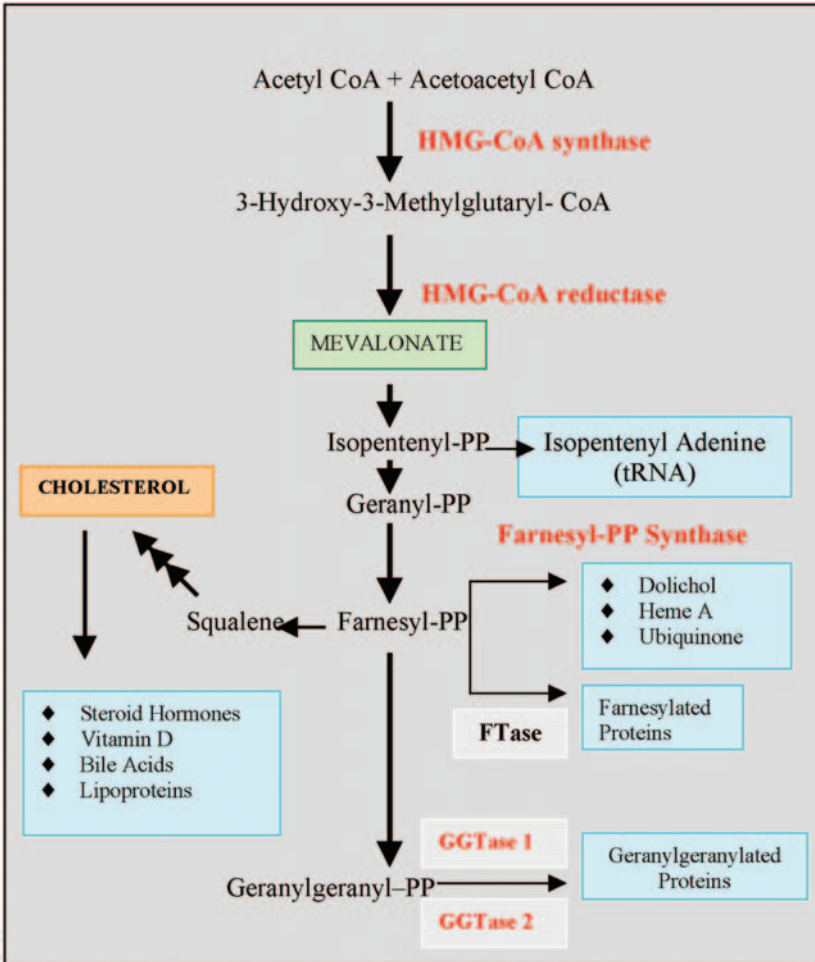 Acetyl CoA + Acetoacetyl CoA
HMG-CoA synthase
3-Hydroxy-3-Methylglutaryl- CoA
HMG-CoA reductase
MEVALONATE
Isopentenyl-PP
Isopentenyl Adenine
(tRNA)
CHOLESTEROL
Geranyl-PP
Farnesyl-PP Synthase
◆ Dolichol
◆ Heme A
◆ Ubiquinone
Squalene
Farnesyl-PP
◆ Steroid Hormones
◆ Vitamin D
◆ Bile Acids
◆ Lipoproteins
FTase
Farnesylated
Proteins
GGTase 1
Geranylgeranyl–PP
Geranylgeranylated
Proteins
GGTase 2